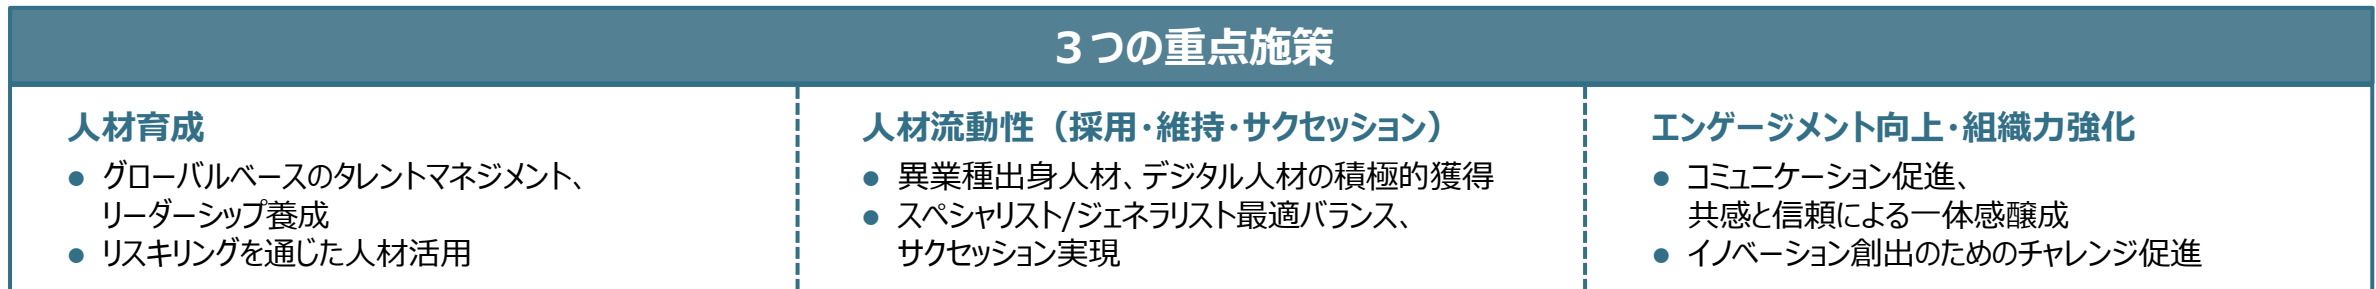 ３つの重点施策
人材育成
● グローバルベースのタレントマネジメント、
リーダーシップ養成
● リスキリングを通じた人材活用
人材流動性（採用・維持・サクセッション）
● 異業種出身人材、デジタル人材の積極的獲得
● スペシャリスト/ジェネラリスト最適バランス、
サクセッション実現
エンゲージメント向上・組織力強化
● コミュニケーション促進、
共感と信頼による一体感醸成
● イノベーション創出のためのチャレンジ促進